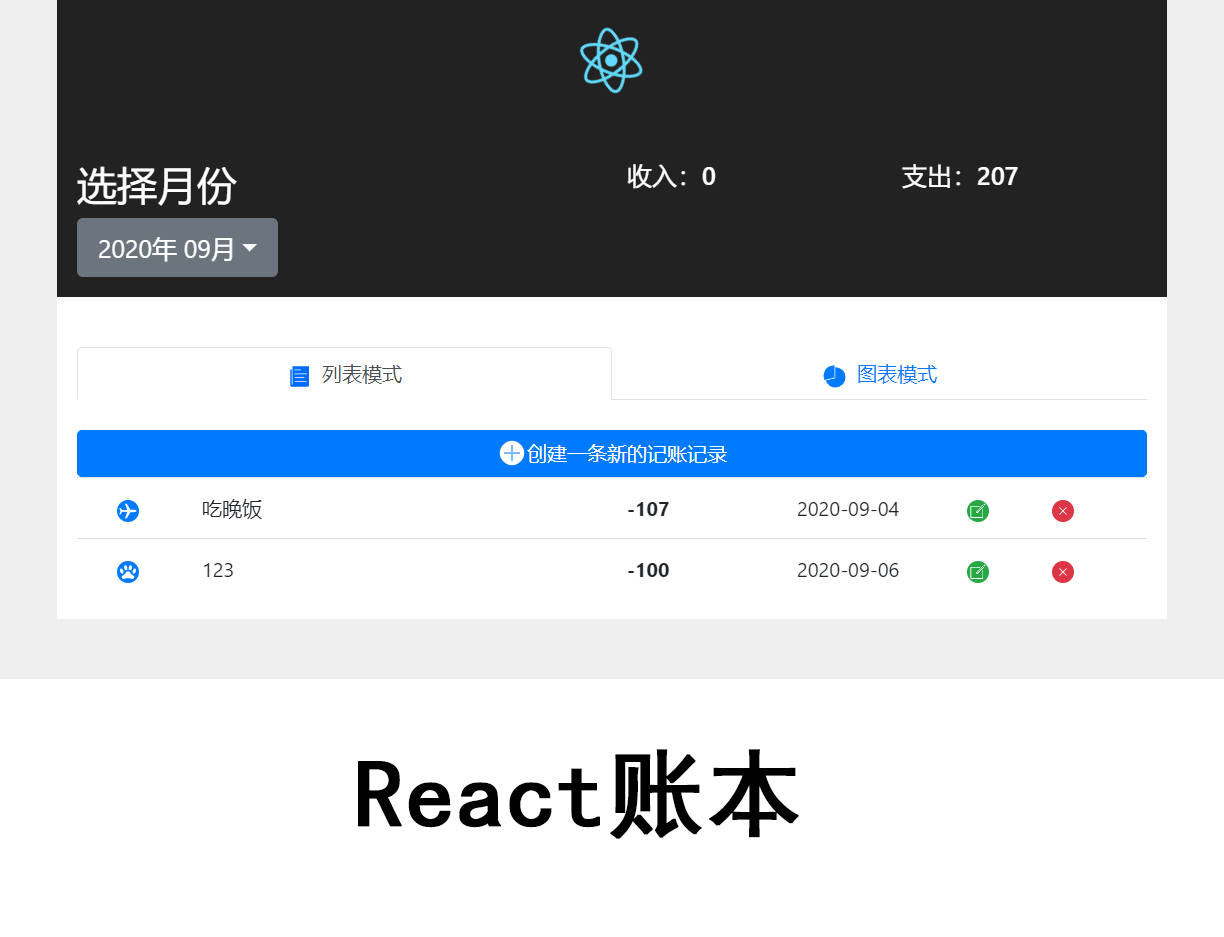 选择月份
收入：0
支出：207
2020年 09月
列表模式
图表模式
创建一条新的记账记录
吃晚饭 -107 2020-09-04
123 -100 2020-09-06
React账本